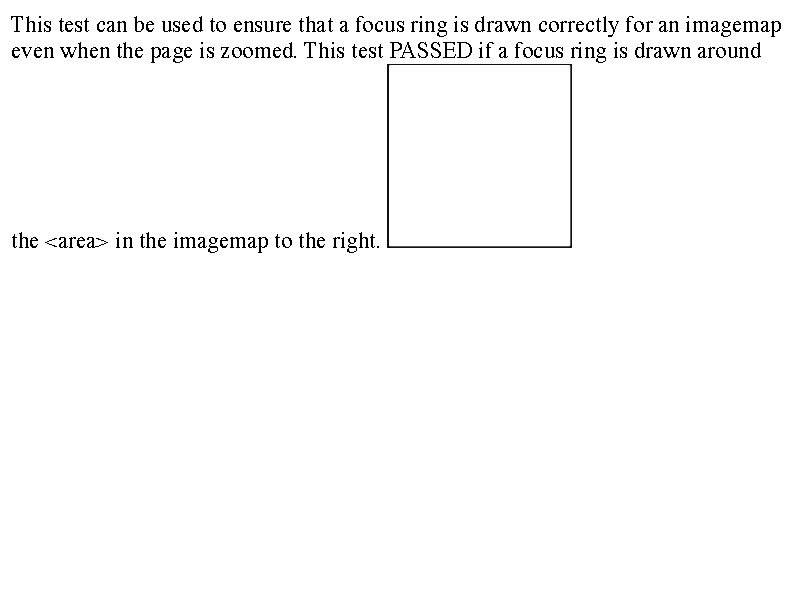 This test can be used to ensure that a focus ring is drawn correctly for an imagemap
even when the page is zoomed. This test PASSED if a focus ring is drawn around
the <area> in the imagemap to the right.